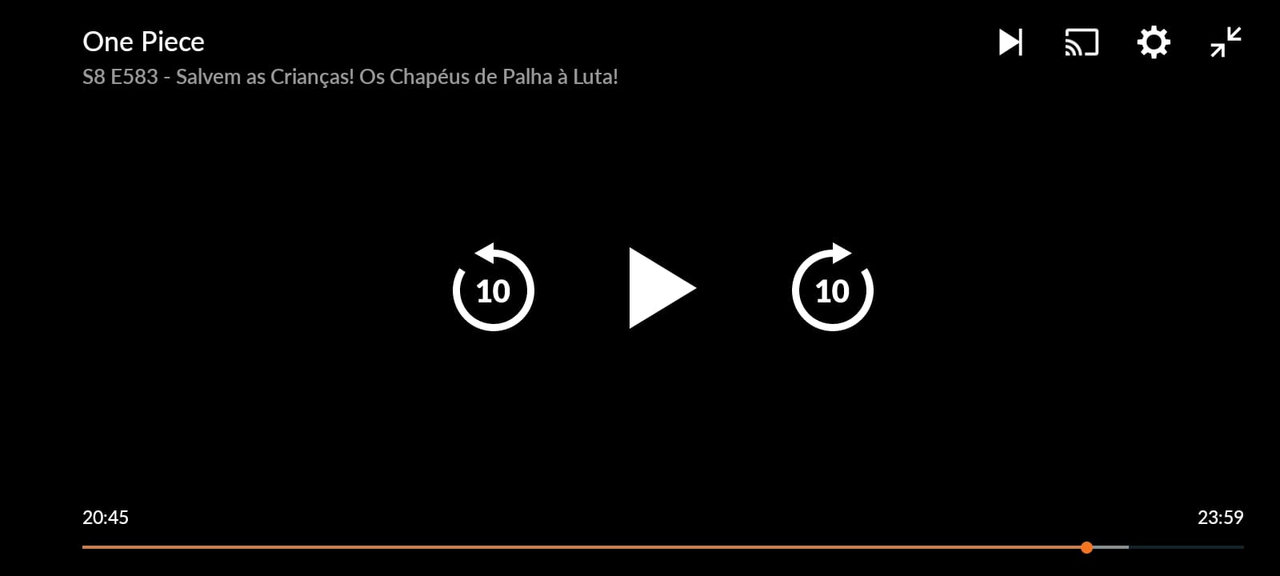 One Piece
S8 E583 - Salvem as Crianças! Os Chapéus de Palha à Luta!
10
10
20:45
23:59